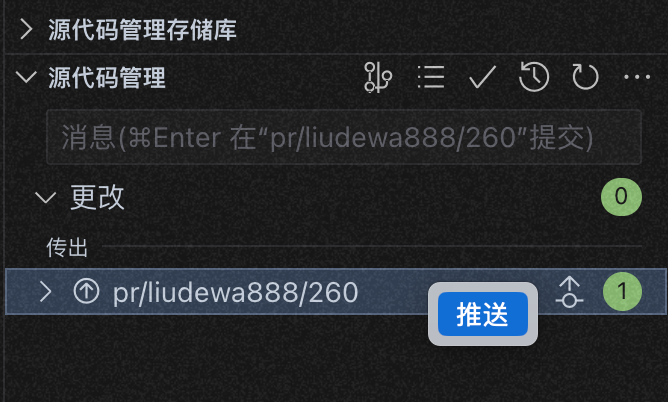 源代码管理存储库
源代码管理
消息(⌘Enter 在“pr/liudewa888/260”提交)
更改 0
传出
pr/liudewa888/260 1
推送